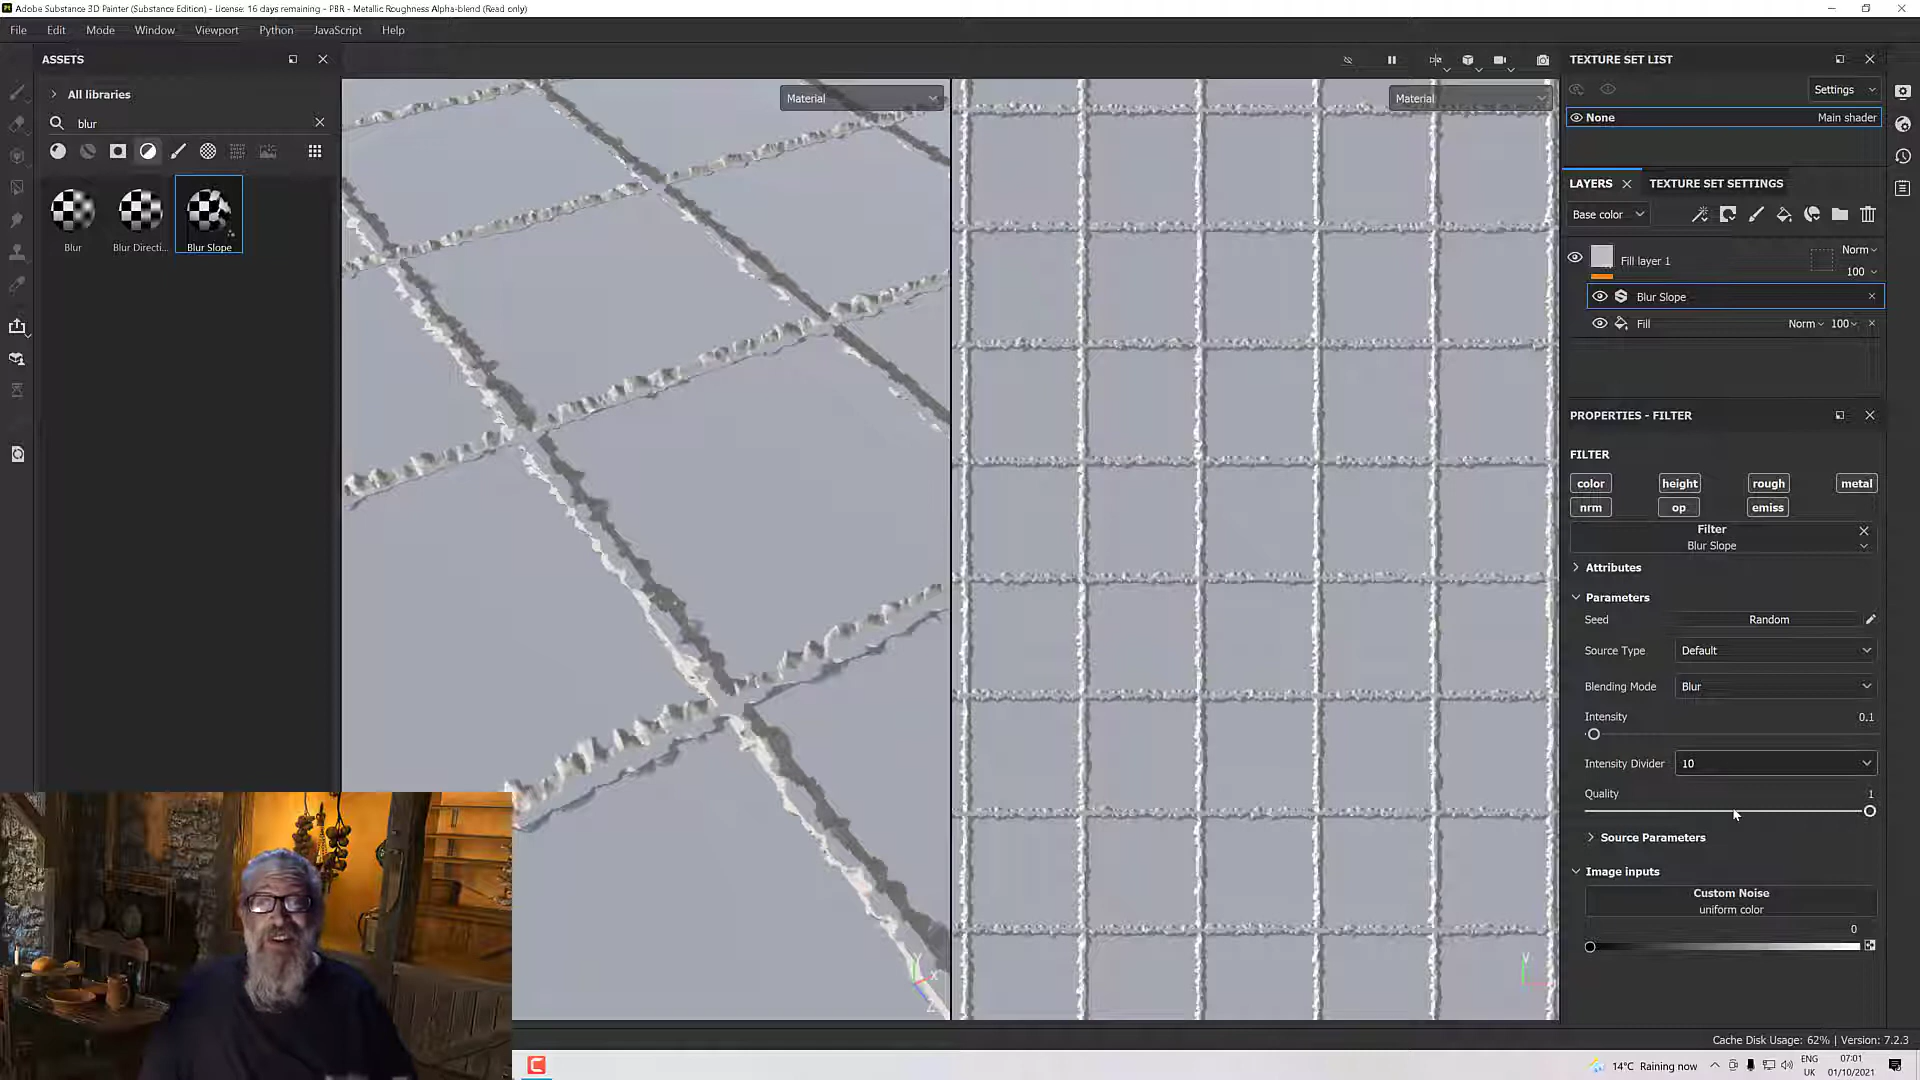 Adobe Substance 3D Painter (Substance Edition) - License: 16 days remaining - PBR - Metallic Roughness Alpha-blend (Read only)
File Edit Mode Window Viewport Python JavaScript Help
ASSETS
All libraries
blur
Blur Blur Directi... Blur Slope
Material
Material
Y X Z
V
TEXTURE SET LIST
Settings
None Main shader
LAYERS TEXTURE SET SETTINGS
Base color
Norm
Fill layer 1
100
Blur Slope
Fill Norm 100
PROPERTIES - FILTER
FILTER
color height rough metal
nrm op emiss
Filter
Blur Slope
Attributes
Parameters
Seed Random
Source Type Default
Blending Mode Blur
Intensity 0.1
Intensity Divider 10
Quality 1
Source Parameters
Image inputs
Custom Noise
uniform color
0
Cache Disk Usage: 62% | Version: 7.2.3
14°C Raining now
ENG
UK
07:01
01/10/2021